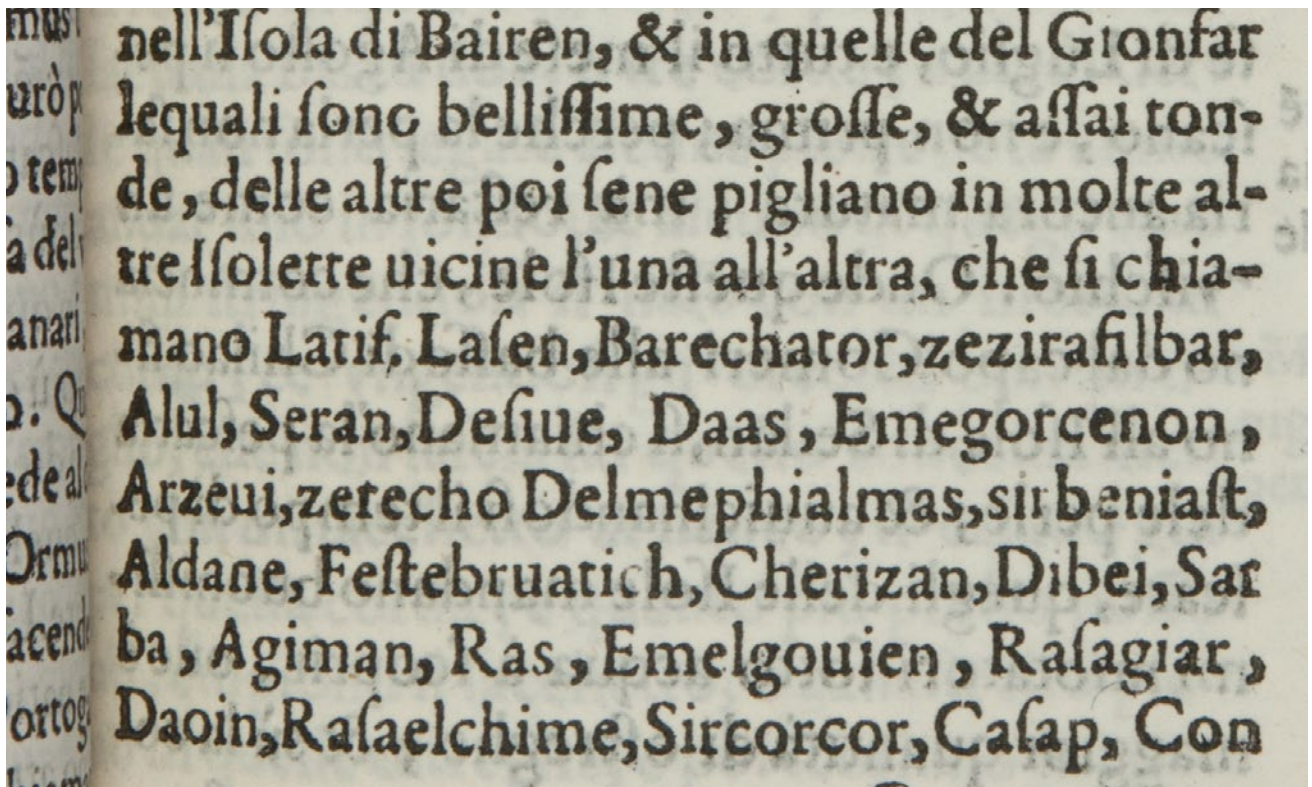 nell'Iſola di Bairen, & in quelle del Gionfar
lequali ſono belliſſime, groſſe, & aſſai ton-
de, delle altre poi ſene pigliano in molte al-
tre Iſolette uicine l'una all'altra, che ſi chia-
mano Latif, Laſen, Barechator, zezirafilbar,
Alul, Seran, Deſiue, Daas, Emegorcenon,
Arzeui, zerecho Delmephialmas, sir beniaſt,
Aldane, Feſtebruatich, Cherizan, Dibei, Sar
ba, Agiman, Ras, Emelgouien, Raſagiar,
Daoin, Raſaelchime, Sircorcor, Caſap, Con